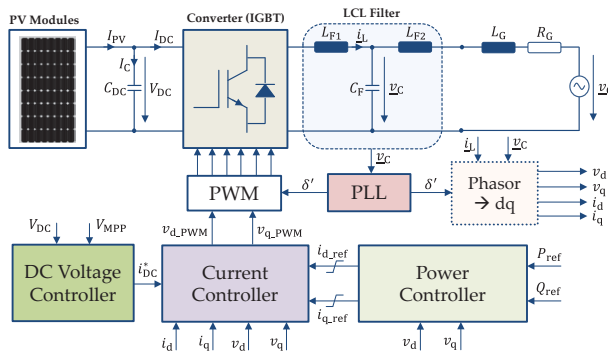 PV Modules
Converter (IGBT)
LCL Filter
I_PV
I_DC
I_C
C_DC
V_DC
L_F1
i_L
L_F2
C_F
v_C
L_G
R_G
v_C
i_L
v_C
PWM
δ'
PLL
δ'
Phasor
→ dq
v_d
v_q
i_d
i_q
v_d_PWM
v_q_PWM
V_DC
V_MPP
DC Voltage
Controller
i*_DC
Current
Controller
i_d_ref
i_q_ref
Power
Controller
P_ref
Q_ref
i_d
i_q
v_d
v_q
v_d
v_q